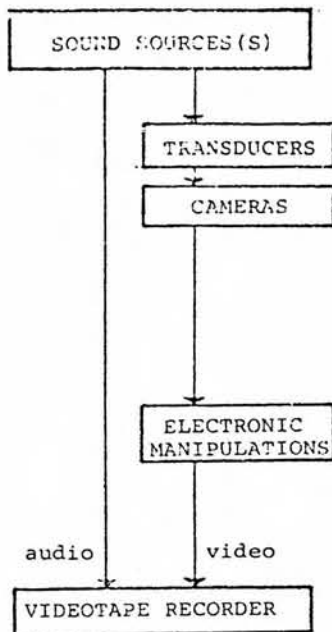 SOUND SOURCES(S)
TRANSDUCERS
CAMERAS
ELECTRONIC
MANIPULATIONS
audio
video
VIDEOTAPE RECORDER